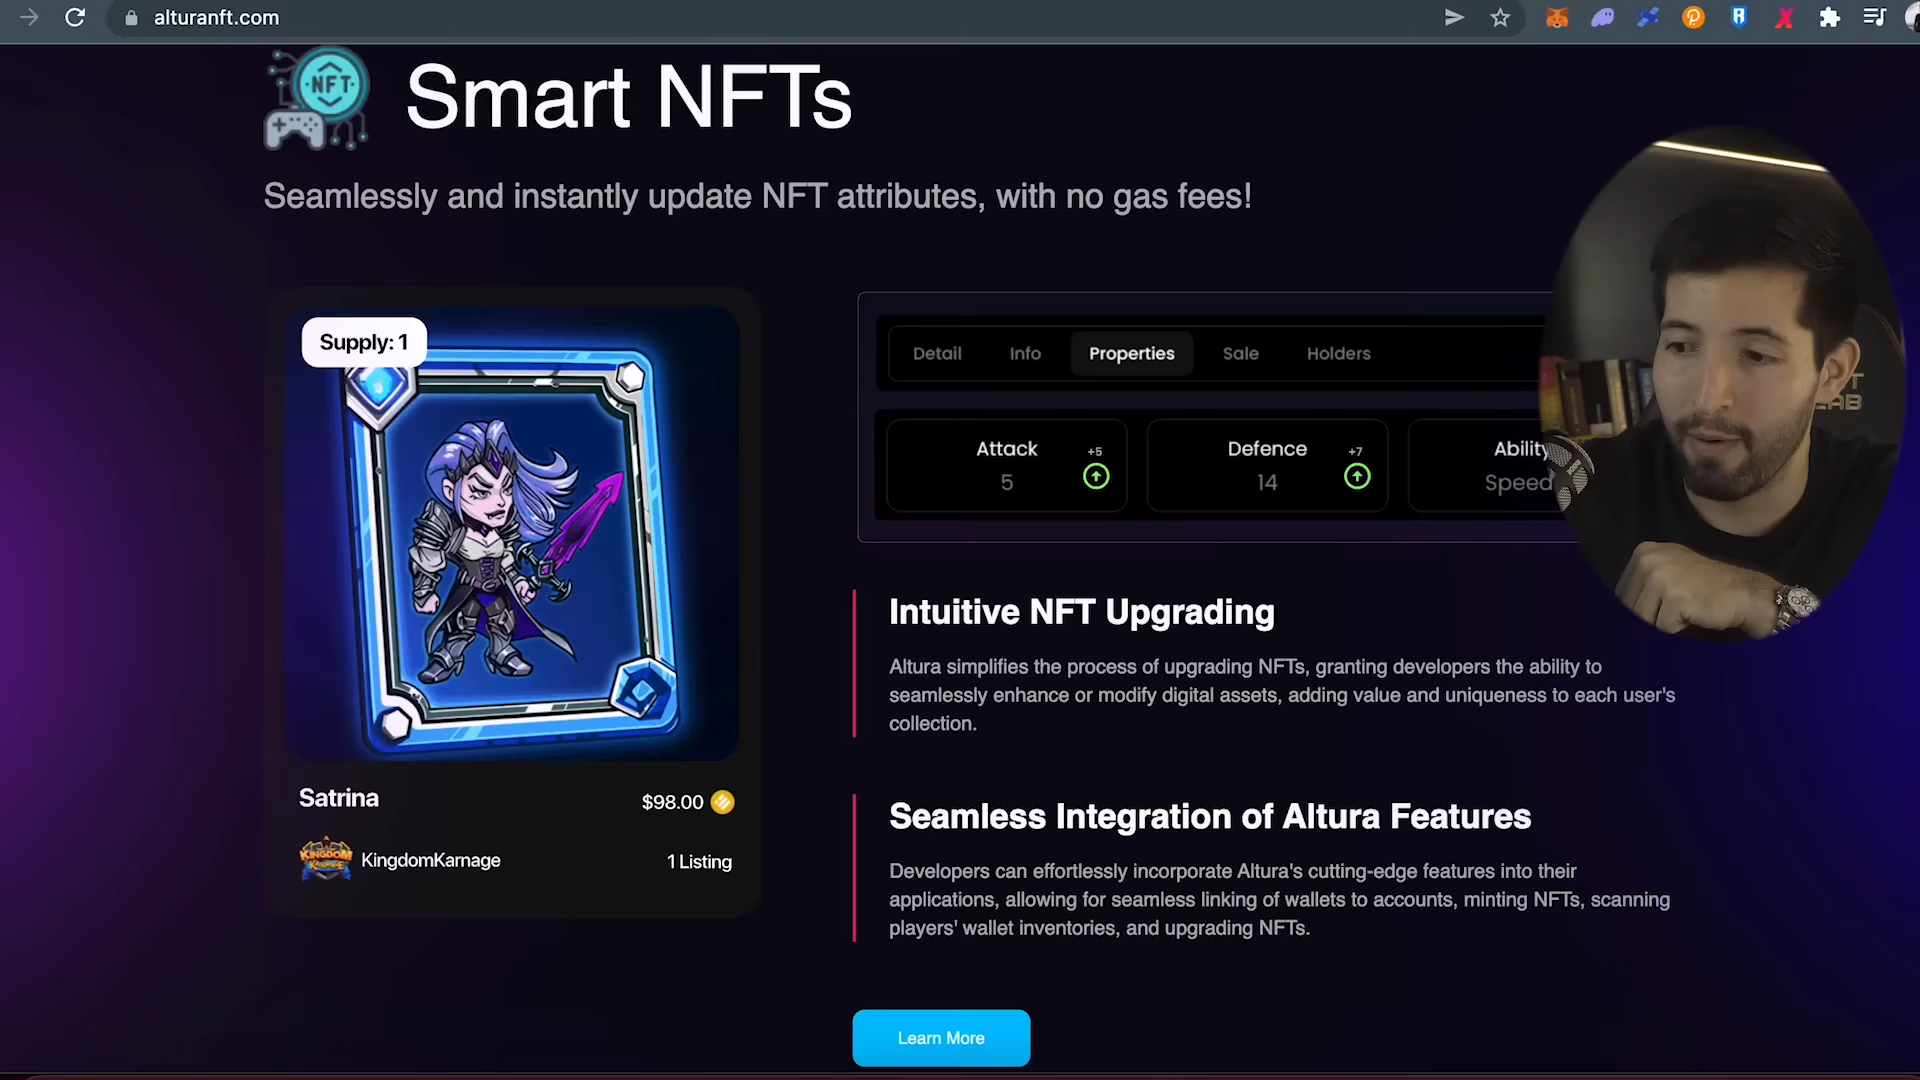 alturanft.com
NFT
Smart NFTs
Seamlessly and instantly update NFT attributes, with no gas fees!
Supply: 1
Detail
Info
Properties
Sale
Holders
Attack
+5
5
Defence
+7
14
Ability
Speed
Intuitive NFT Upgrading
Altura simplifies the process of upgrading NFTs, granting developers the ability to
seamlessly enhance or modify digital assets, adding value and uniqueness to each user's
collection.
Satrina
$98.00
KINGDOM
KARNAGE
KingdomKarnage
1 Listing
Seamless Integration of Altura Features
Developers can effortlessly incorporate Altura's cutting-edge features into their
applications, allowing for seamless linking of wallets to accounts, minting NFTs, scanning
players' wallet inventories, and upgrading NFTs.
Learn More